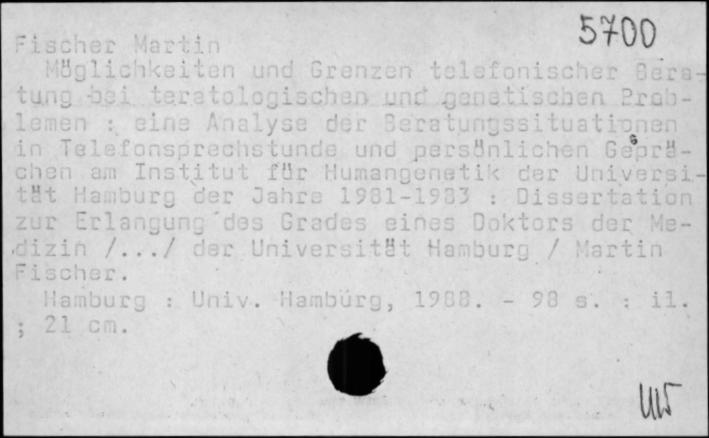 5700
Fischer Martin
Möglichkeiten und Grenzen telefonischer Bera-
tung bei teratologischen und genetischen Prob-
lemen : eine Analyse der Beratungssituationen
in Telefonsprechstunde und persönlichen Gesprä-
chen am Institut für Humangenetik der Universi-
tät Hamburg der Jahre 1981-1983 : Dissertation
zur Erlangung des Grades eines Doktors der Me-
dizin /.../ der Universität Hamburg / Martin
Fischer.
Hamburg : Univ. Hamburg, 1988. - 98 s. : il.
; 21 cm.